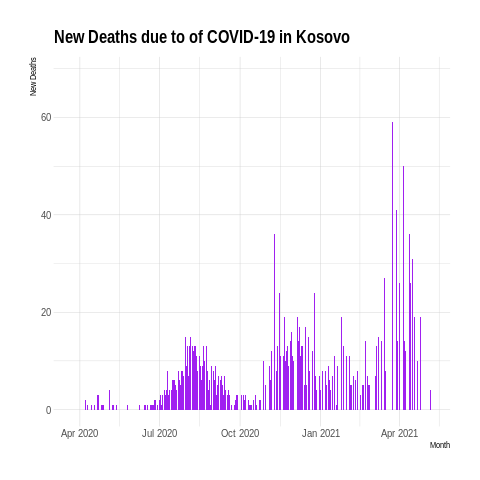 New Deaths due to of COVID-19 in Kosovo
New Deaths
60
40
20
0
Apr 2020 Jul 2020 Oct 2020 Jan 2021 Apr 2021
Month